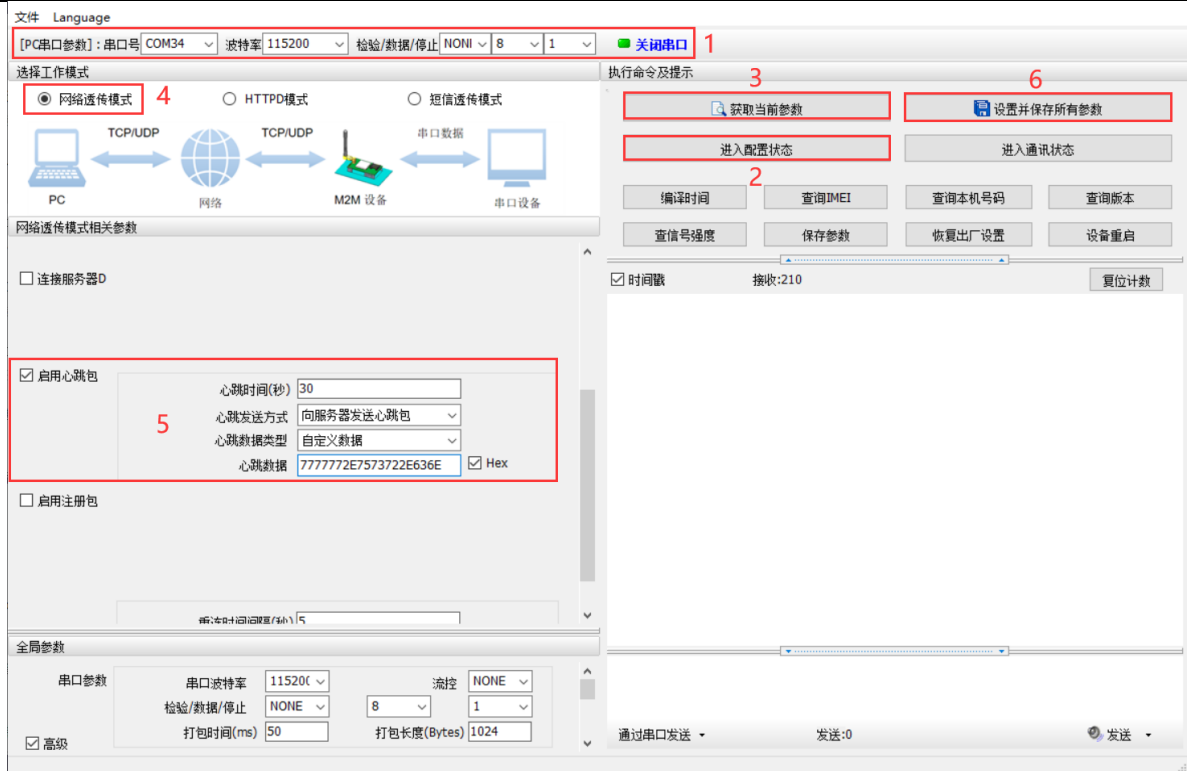 文件 Language
[PC串口参数]：串口号 COM34 波特率 115200 检验/数据/停止 NONI 8 1 关闭串口 1
选择工作模式
执行命令及提示
3
6
网络透传模式 4 HTTPD模式 短信透传模式
获取当前参数 设置并保存所有参数
TCP/UDP TCP/UDP 串口数据
进入配置状态 进入通讯状态
2
PC 网络 M2M 设备 串口设备
编译时间 查询IMEI 查询本机号码 查询版本
网络透传模式相关参数
查信号强度 保存参数 恢复出厂设置 设备重启
连接服务器D
时间戳 接收:210 复位计数
启用心跳包
心跳时间(秒) 30
心跳发送方式 向服务器发送心跳包
5
心跳数据类型 自定义数据
心跳数据 7777772E7573722E636E Hex
启用注册包
重连时间间隔(秒) 5
全局参数
串口参数 串口波特率 11520( 流控 NONE
检验/数据/停止 NONE 8 1
打包时间(ms) 50 打包长度(Bytes) 1024
高级
通过串口发送 发送:0 发送